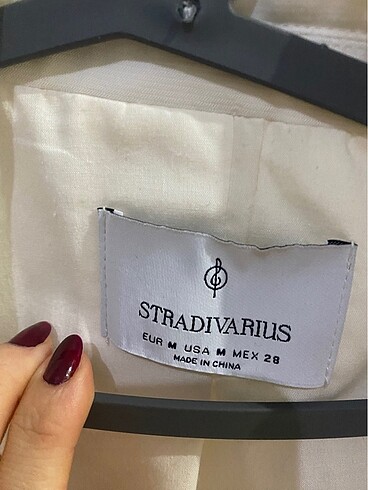 STRADIVARIUS
EUR M USA M MEX 28
MADE IN CHINA